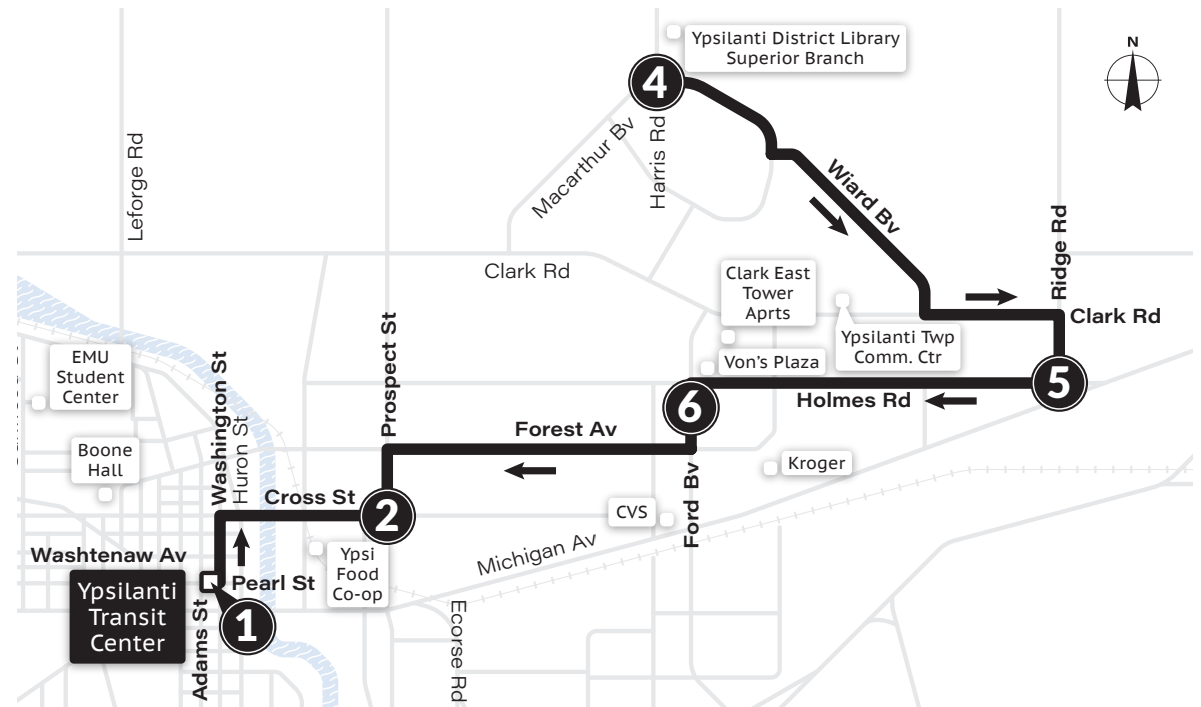 Ypsilanti District Library
Superior Branch
N
4
Macarthur Bv
Harris Rd
Leforge Rd
Wiard Bv
Ridge Rd
Clark Rd
Clark East
Tower
Aprts
Clark Rd
Ypsilanti Twp
Comm. Ctr
Prospect St
EMU
Student
Center
Washington St
Huron St
Von's Plaza
5
6
Holmes Rd
Forest Av
Boone
Hall
Kroger
Cross St
2
CVS
Ford Bv
Michigan Av
Washtenaw Av
Ypsi
Food
Co-op
Pearl St
Ypsilanti
Transit
Center
1
Adams St
Ecorse Rd